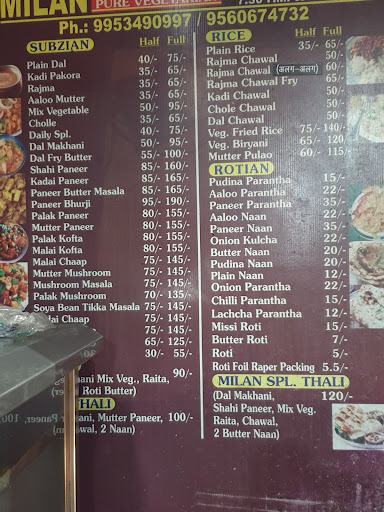 MILAN PURE VEGETARIAN
Ph.: 9953490997 9560674732
SUBZIAN Half Full
Plain Dal 40/- 75/-
Kadi Pakora 35/- 65/-
Rajma 35/- 65/-
Aaloo Mutter 35/- 65/-
Mix Vegetable 50/- 95/-
Cholle 35/- 65/-
Daily Spl. 40/- 75/-
Dal Makhani 50/- 95/-
Dal Fry Butter 55/- 100/-
Shahi Paneer 85/- 160/-
Kadai Paneer 85/- 165/-
Paneer Butter Masala 85/- 165/-
Paneer Bhurji 95/- 190/-
Palak Paneer 80/- 155/-
Mutter Paneer 80/- 155/-
Palak Kofta 80/- 155/-
Malai Kofta 80/- 155/-
Malai Chaap 75/- 145/-
Mutter Mushroom 75/- 145/-
Mushroom Masala 75/- 145/-
Palak Mushroom 70/- 135/-
Soya Bean Tikka Masala 75/- 145/-
lai Chaap 75/- 145/-
75/- 145/-
65/- 125/-
30/- 55/-
ani Mix Veg., Raita, 90/-
Roti Butter)
HALI
ani, Mutter Paneer, 100/-
awal, 2 Naan)
RICE Half Full
Plain Rice 35/- 65/-
Rajma Chawal 50/-
Rajma Chawal (अलग-अलग) 60/-
Rajma Chawal Fry 65/-
Kadi Chawal 50/-
Chole Chawal 50/-
Dal Chawal 50/-
Veg. Fried Rice 75/- 140/-
Veg. Biryani 65/- 120/-
Mutter Pulao 60/- 115/-
ROTIAN
Pudina Parantha 15/-
Aaloo Parantha 22/-
Paneer Parantha 35/-
Aaloo Naan 22/-
Paneer Naan 35/-
Onion Kulcha 22/-
Butter Naan 20/-
Pudina Naan 20/-
Plain Naan 12/-
Onion Parantha 22/-
Chilli Parantha 15/-
Lachcha Parantha 12/-
Missi Roti 15/-
Butter Roti 7/-
Roti 5/-
Roti Foil Raper Packing 5.5/-
MILAN SPL. THALI
(Dal Makhani, 120/-
Shahi Paneer, Mix Veg.
Raita, Chawal,
2 Butter Naan)